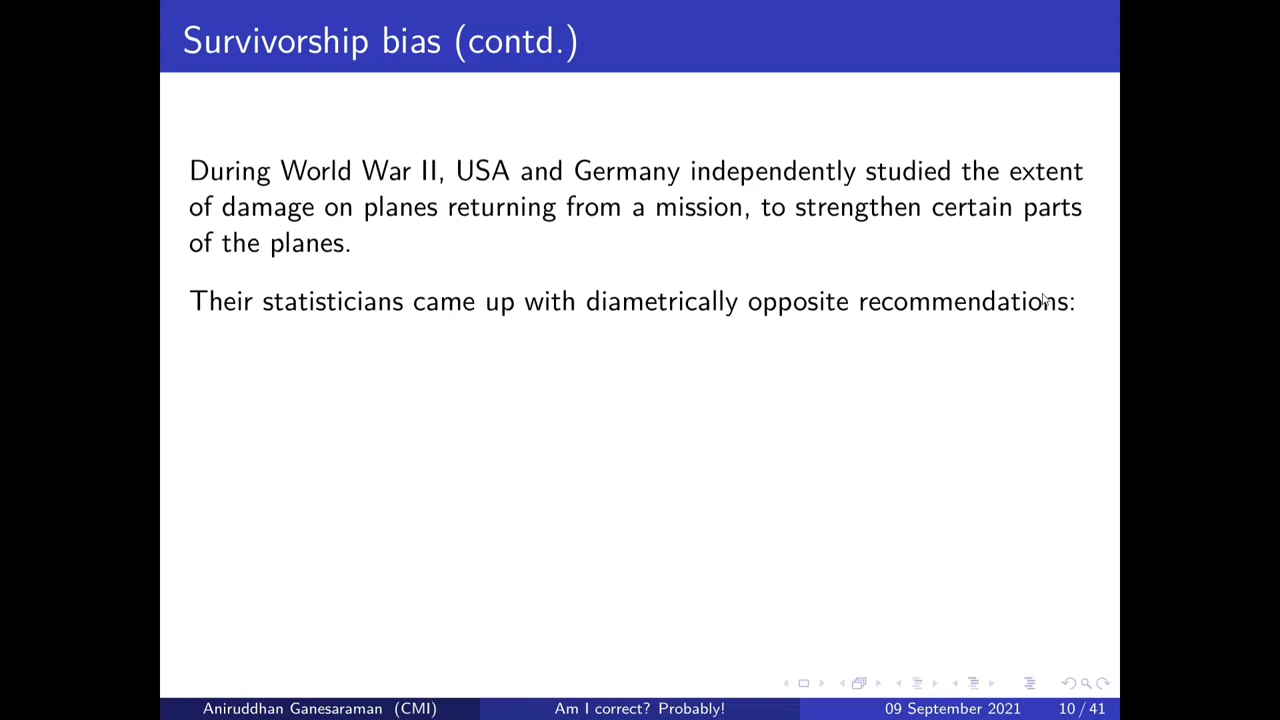 Survivorship bias (contd.)
During World War II, USA and Germany independently studied the extent
of damage on planes returning from a mission, to strengthen certain parts
of the planes.
Their statisticians came up with diametrically opposite recommendations:
Aniruddhan Ganesaraman (CMI) Am I correct? Probably! 09 September 2021 10 / 41